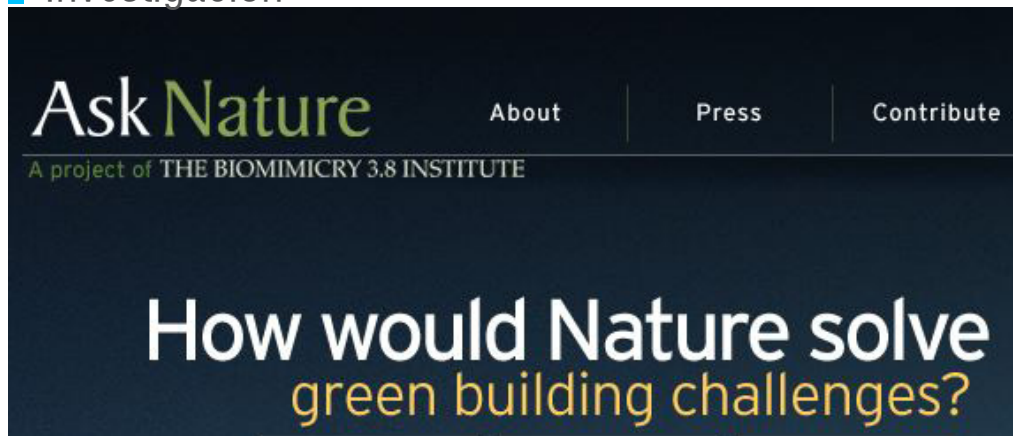 Investigación
Ask Nature
About
Press
Contribute
A project of THE BIOMIMICRY 3.8 INSTITUTE
How would Nature solve
green building challenges?